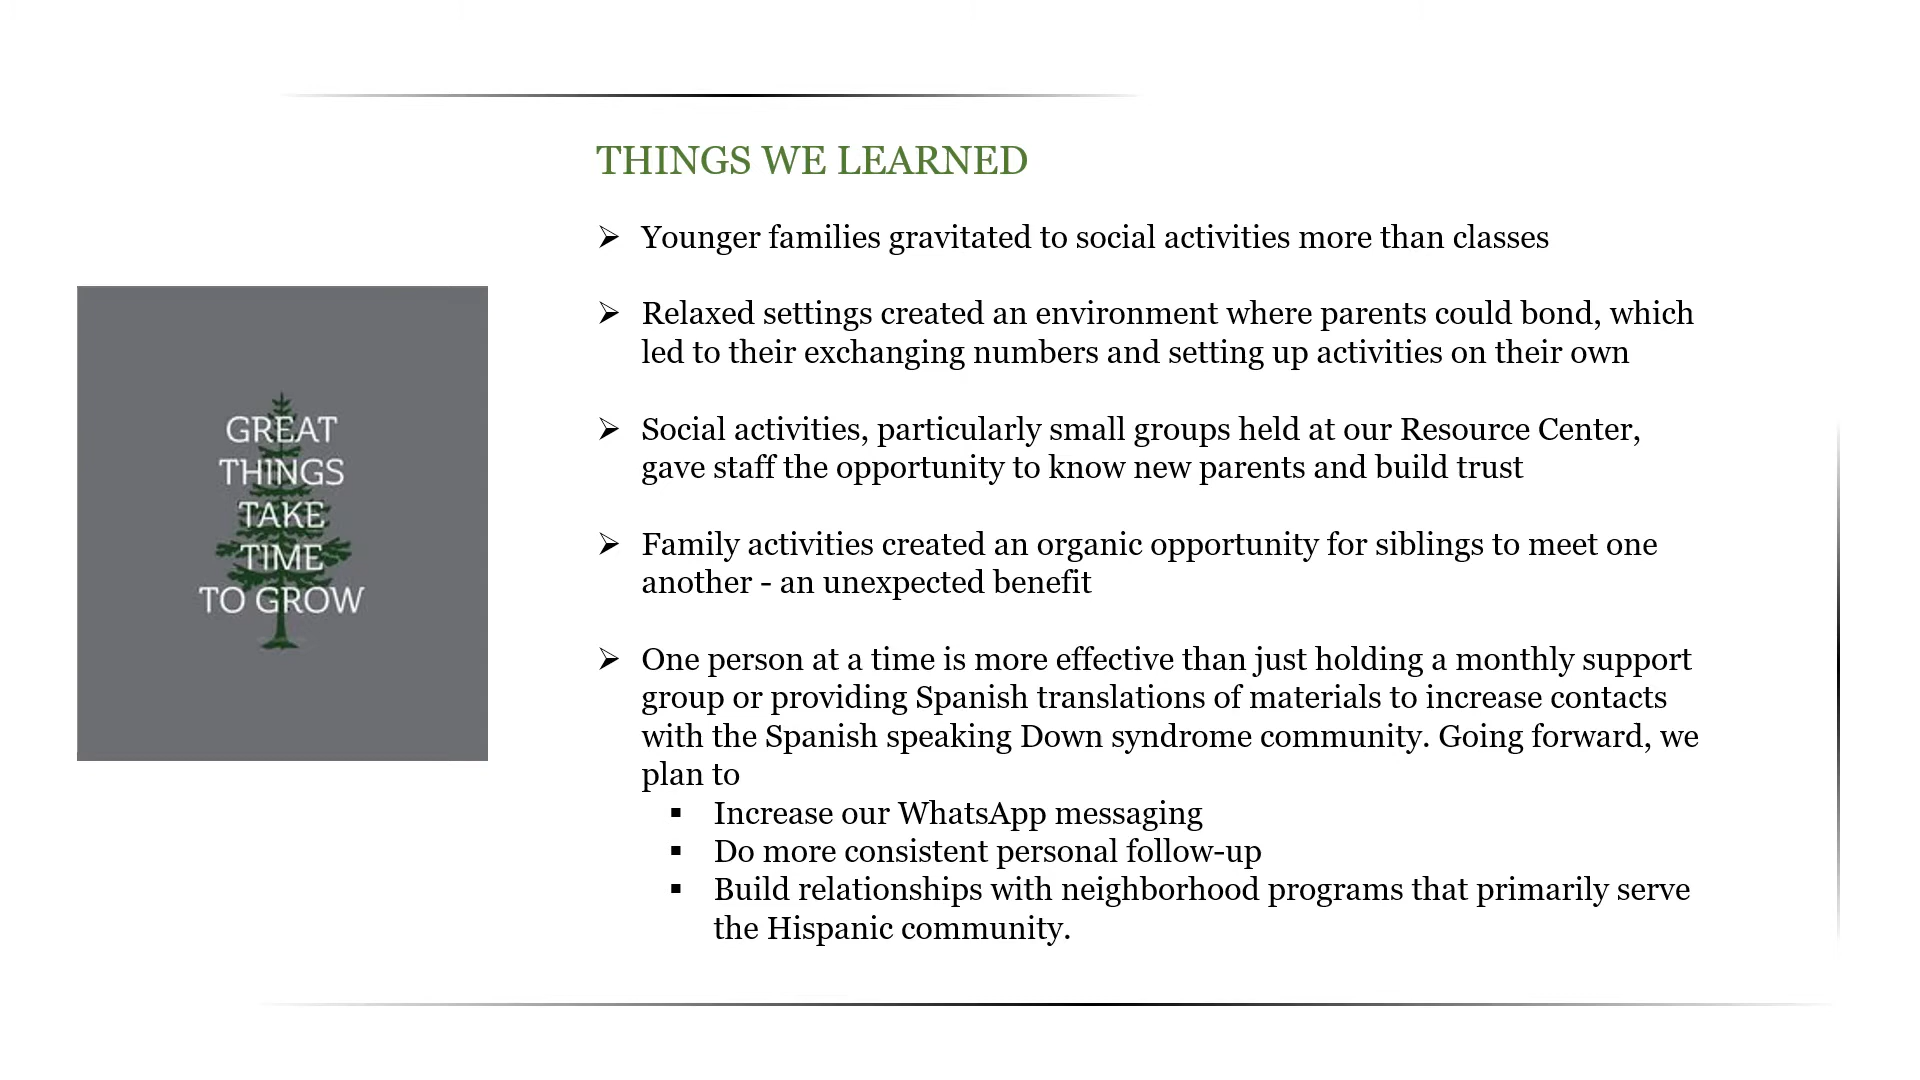 THINGS WE LEARNED
➢ Younger families gravitated to social activities more than classes
➢ Relaxed settings created an environment where parents could bond, which
led to their exchanging numbers and setting up activities on their own
➢ Social activities, particularly small groups held at our Resource Center,
gave staff the opportunity to know new parents and build trust
➢ Family activities created an organic opportunity for siblings to meet one
another - an unexpected benefit
➢ One person at a time is more effective than just holding a monthly support
group or providing Spanish translations of materials to increase contacts
with the Spanish speaking Down syndrome community. Going forward, we
plan to
▪ Increase our WhatsApp messaging
▪ Do more consistent personal follow-up
▪ Build relationships with neighborhood programs that primarily serve
the Hispanic community.
GREAT
THINGS
TAKE
TIME
TO GROW